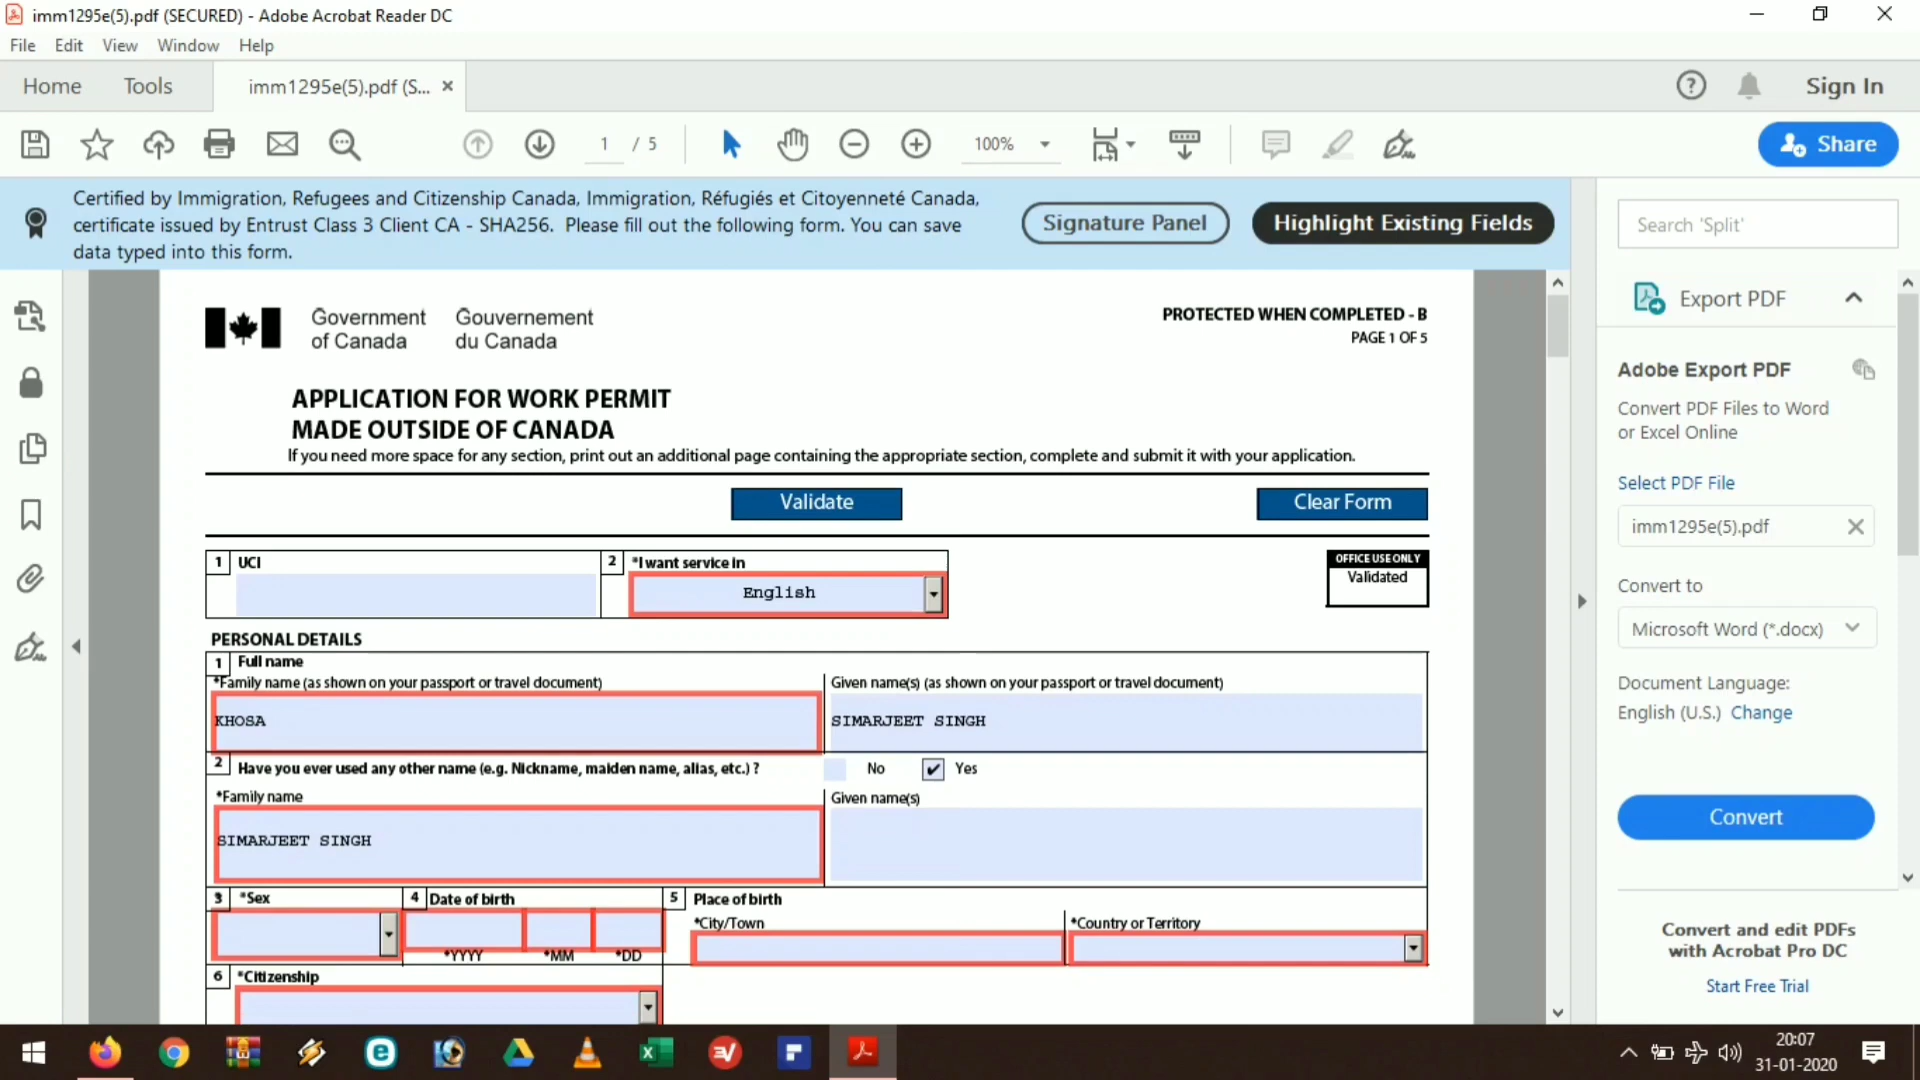 imm1295e(5).pdf (SECURED) - Adobe Acrobat Reader DC
File Edit View Window Help
Home Tools imm1295e(5).pdf (S... × Sign In
1 / 5 100% Share
Certified by Immigration, Refugees and Citizenship Canada, Immigration, Réfugiés et Citoyenneté Canada,
certificate issued by Entrust Class 3 Client CA - SHA256. Please fill out the following form. You can save
data typed into this form.
Signature Panel
Highlight Existing Fields
Government of Canada
Gouvernement du Canada
PROTECTED WHEN COMPLETED - B
PAGE 1 OF 5
APPLICATION FOR WORK PERMIT
MADE OUTSIDE OF CANADA
If you need more space for any section, print out an additional page containing the appropriate section, complete and submit it with your application.
Validate Clear Form
1 UCI
2 *I want service in
English
OFFICE USE ONLY
Validated
PERSONAL DETAILS
1 Full name
*Family name (as shown on your passport or travel document) Given name(s) (as shown on your passport or travel document)
KHOSA SIMARJEET SINGH
2 Have you ever used any other name (e.g. Nickname, maiden name, alias, etc.) ? No Yes
*Family name Given name(s)
SIMARJEET SINGH
3 *Sex 4 Date of birth 5 Place of birth
*City/Town *Country or Territory
*YYYY *MM *DD
6 *Citizenship
Search 'Split'
Export PDF
Adobe Export PDF
Convert PDF Files to Word
or Excel Online
Select PDF File
imm1295e(5).pdf
Convert to
Microsoft Word (*.docx)
Document Language:
English (U.S.) Change
Convert
Convert and edit PDFs
with Acrobat Pro DC
Start Free Trial
20:07
31-01-2020